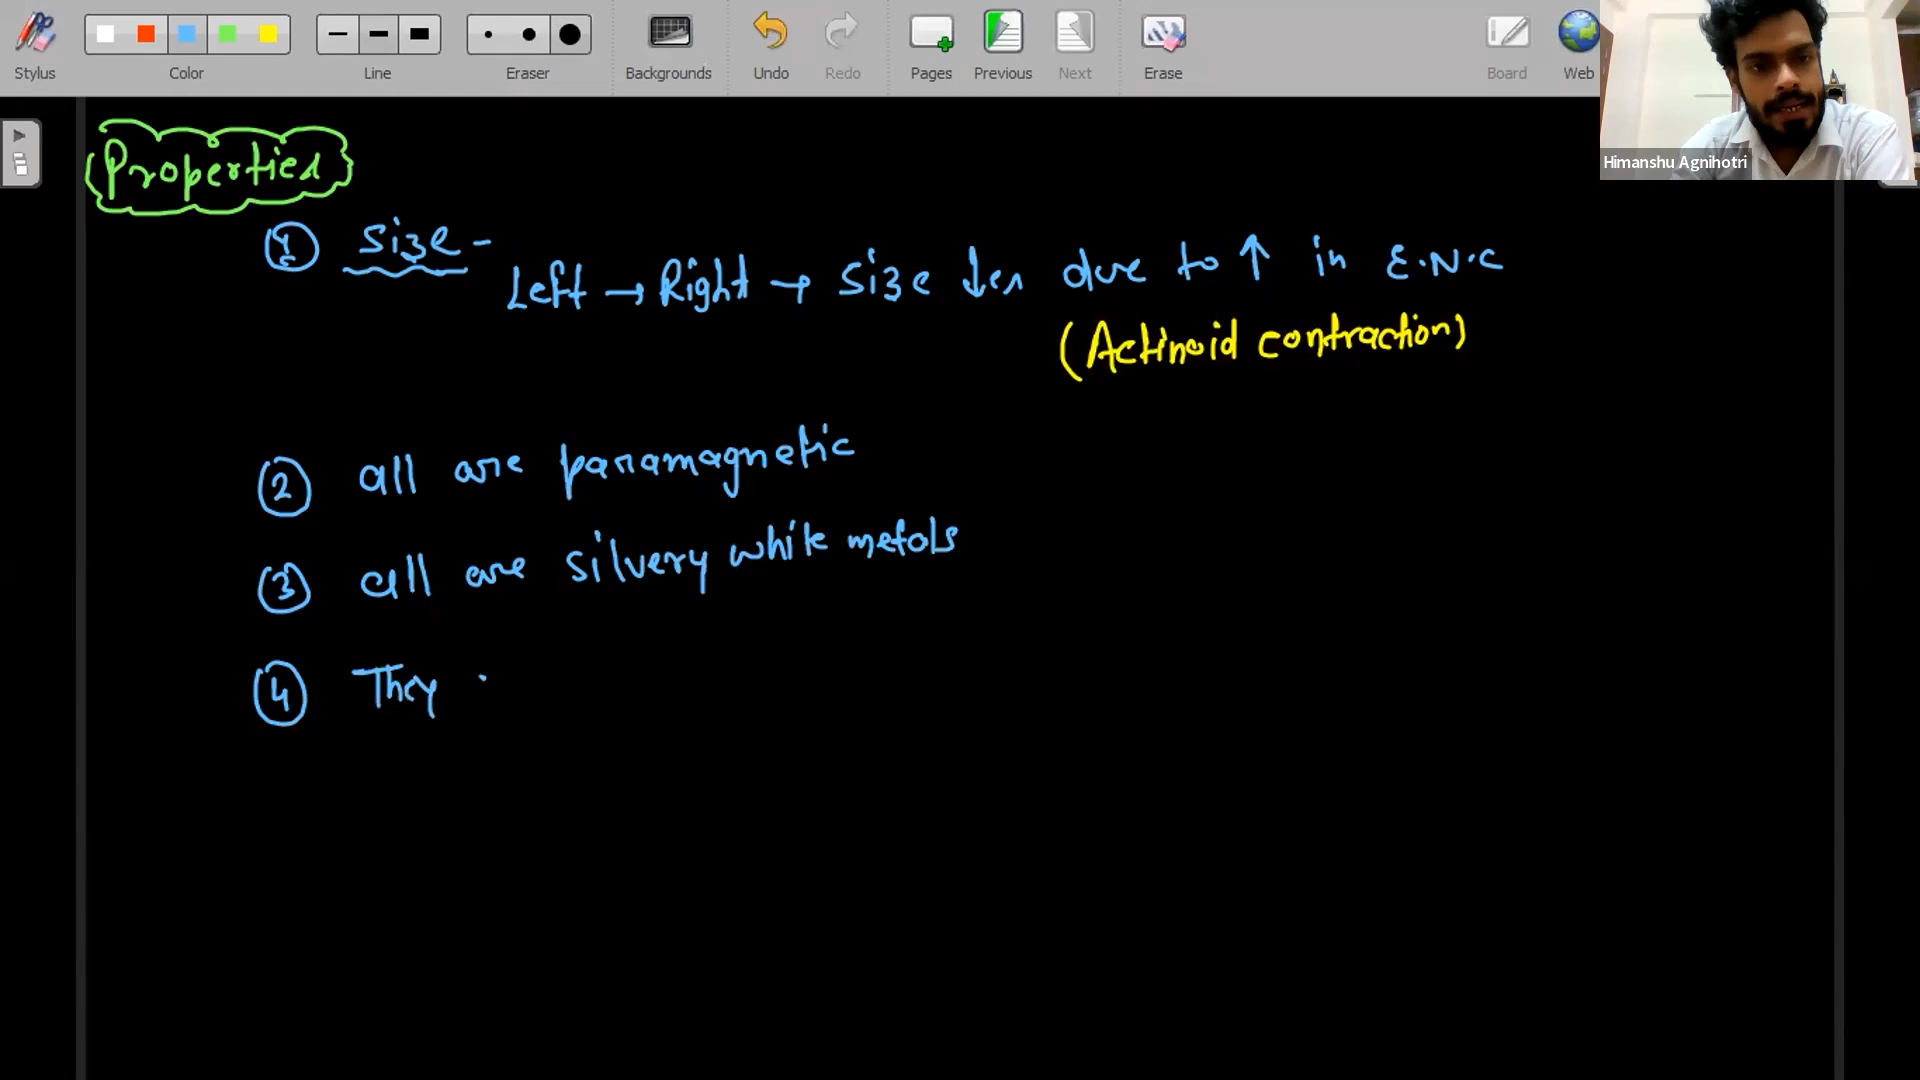 Stylus
Color
Line
Eraser
Backgrounds
Undo
Redo
Pages
Previous
Next
Erase
Board
Web
Himanshu Agnihotri
Properties
① Size -
Left → Right → Size ↓es due to ↑ in E.N.C
(Actinoid contraction)
② all are paramagnetic
③ all are silvery white metals
④ They